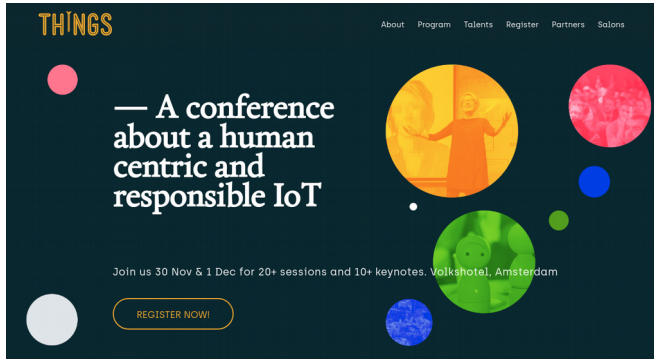 THINGS
About Program Talents Register Partners Salons
— A conference
about a human
centric and
responsible IoT
Join us 30 Nov & 1 Dec for 20+ sessions and 10+ keynotes. Volkshotel, Amsterdam
REGISTER NOW!